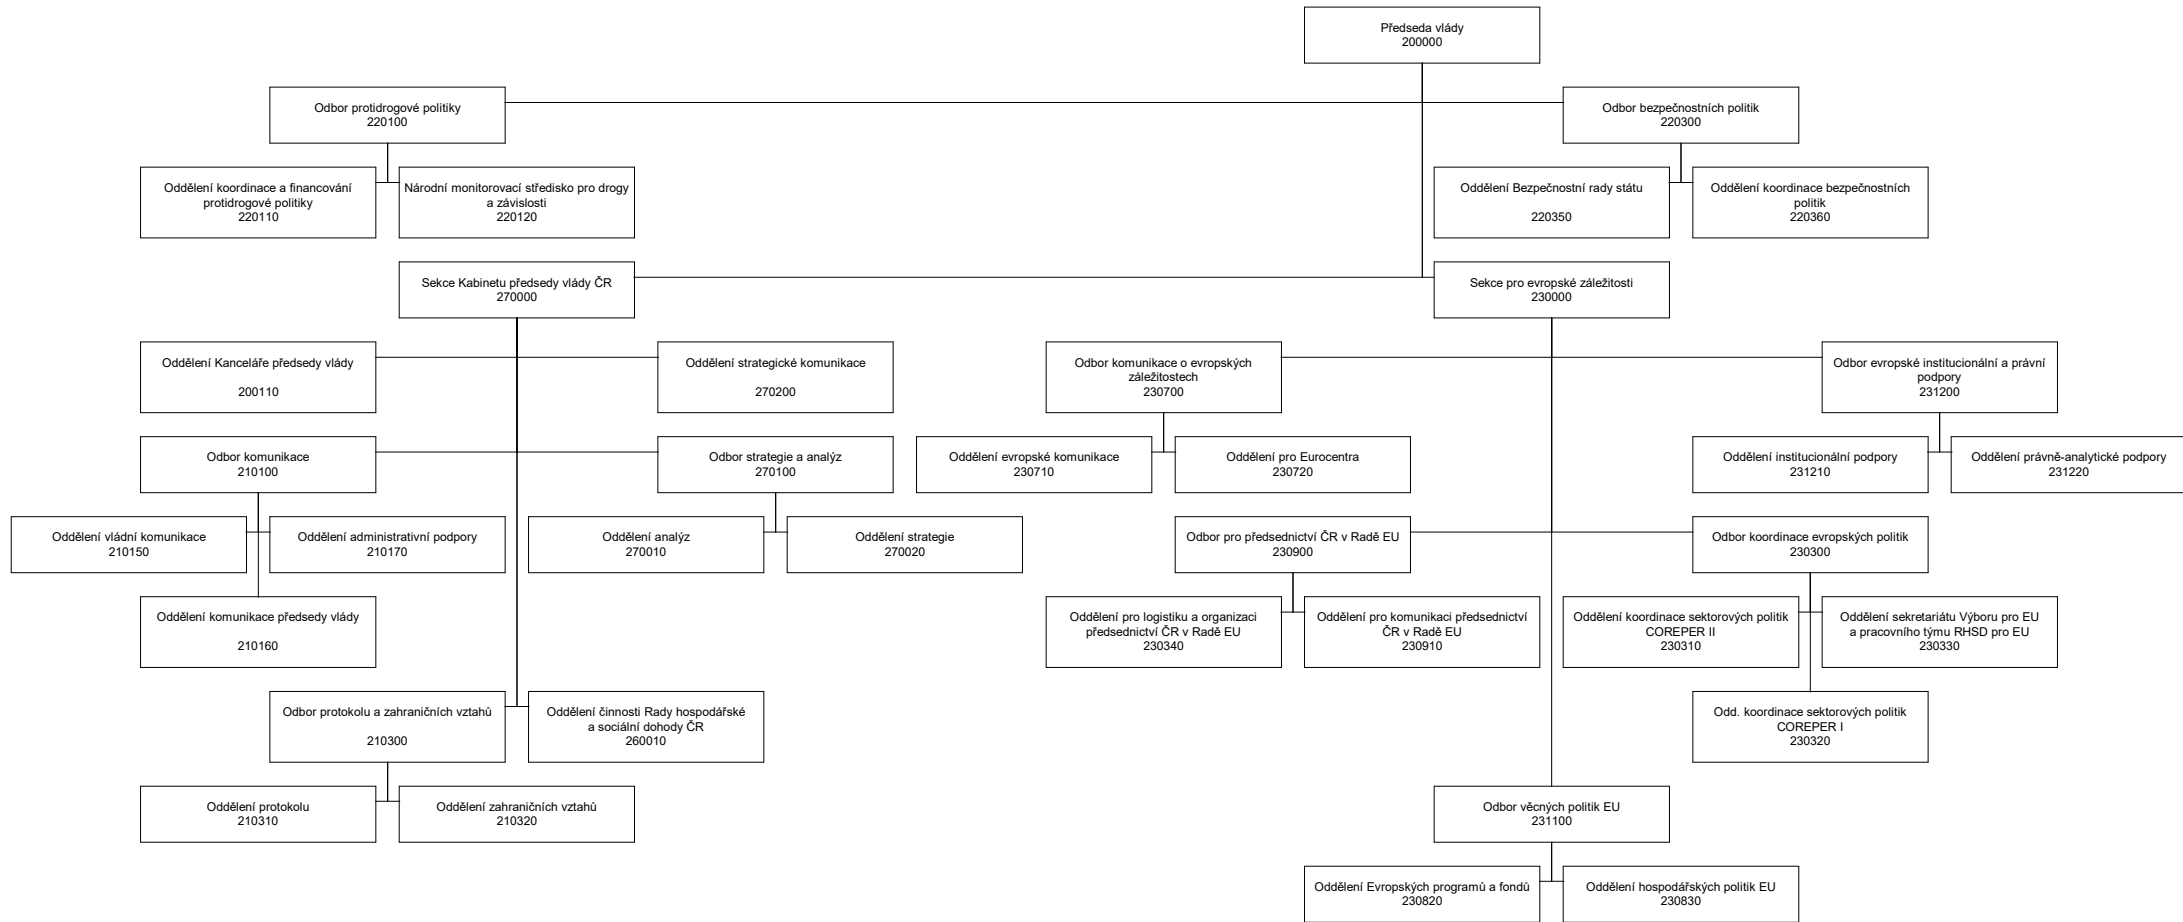 Předseda vlády
200000
Odbor protidrogové politiky
220100
Odbor bezpečnostních politik
220300
Oddělení koordinace a financování
protidrogové politiky
220110
Národní monitorovací středisko pro drogy
a závislosti
220120
Oddělení Bezpečnostní rady státu
220350
Oddělení koordinace bezpečnostních
politik
220360
Sekce Kabinetu předsedy vlády ČR
270000
Sekce pro evropské záležitosti
230000
Oddělení Kanceláře předsedy vlády
200110
Oddělení strategické komunikace
270200
Odbor komunikace o evropských
záležitostech
230700
Odbor evropské institucionální a právní
podpory
231200
Odbor komunikace
210100
Odbor strategie a analýz
270100
Oddělení evropské komunikace
230710
Oddělení pro Eurocentra
230720
Oddělení institucionální podpory
231210
Oddělení právně-analytické podpory
231220
Oddělení vládní komunikace
210150
Oddělení administrativní podpory
210170
Oddělení analýz
270010
Oddělení strategie
270020
Odbor pro předsednictví ČR v Radě EU
230900
Odbor koordinace evropských politik
230300
Oddělení komunikace předsedy vlády
210160
Oddělení pro logistiku a organizaci
předsednictví ČR v Radě EU
230340
Oddělení pro komunikaci předsednictví
ČR v Radě EU
230910
Oddělení koordinace sektorových politik
COREPER II
230310
Oddělení sekretariátu Výboru pro EU
a pracovního týmu RHSD pro EU
230330
Odbor protokolu a zahraničních vztahů
210300
Oddělení činnosti Rady hospodářské
a sociální dohody ČR
260010
Odd. koordinace sektorových politik
COREPER I
230320
Oddělení protokolu
210310
Oddělení zahraničních vztahů
210320
Odbor věcných politik EU
231100
Oddělení Evropských programů a fondů
230820
Oddělení hospodářských politik EU
230830